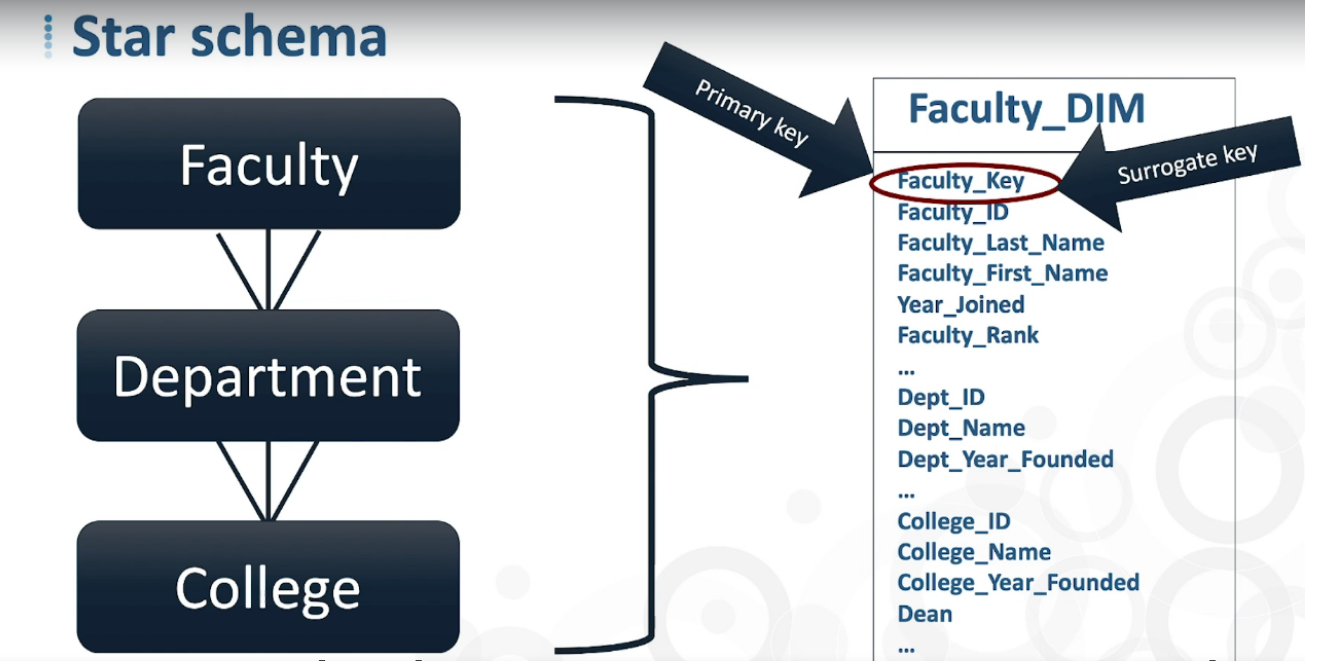 Star schema
Faculty
Department
College
Primary key
Surrogate key
Faculty_DIM
Faculty_Key
Faculty_ID
Faculty_Last_Name
Faculty_First_Name
Year_Joined
Faculty_Rank
...
Dept_ID
Dept_Name
Dept_Year_Founded
...
College_ID
College_Name
College_Year_Founded
Dean
...